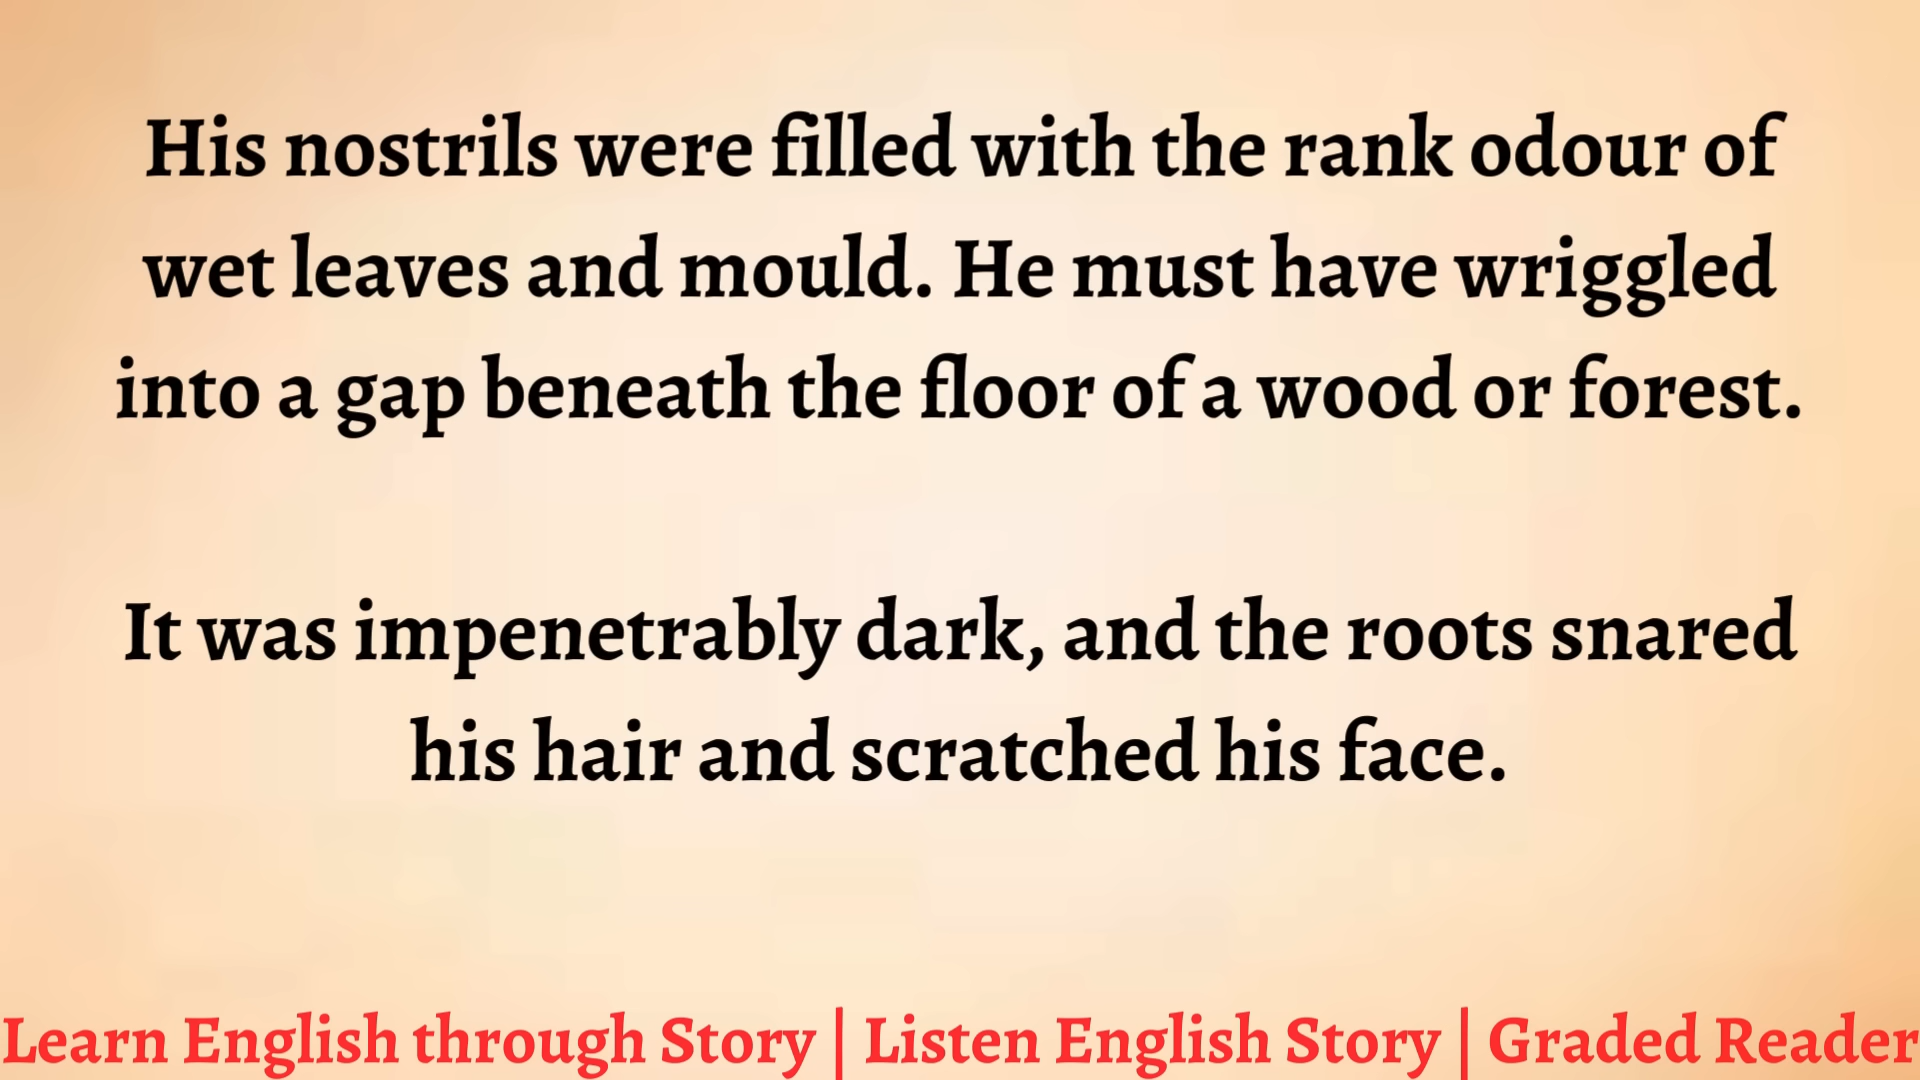 His nostrils were filled with the rank odour of
wet leaves and mould. He must have wriggled
into a gap beneath the floor of a wood or forest.
It was impenetrably dark, and the roots snared
his hair and scratched his face.
Learn English through Story | Listen English Story | Graded Reader